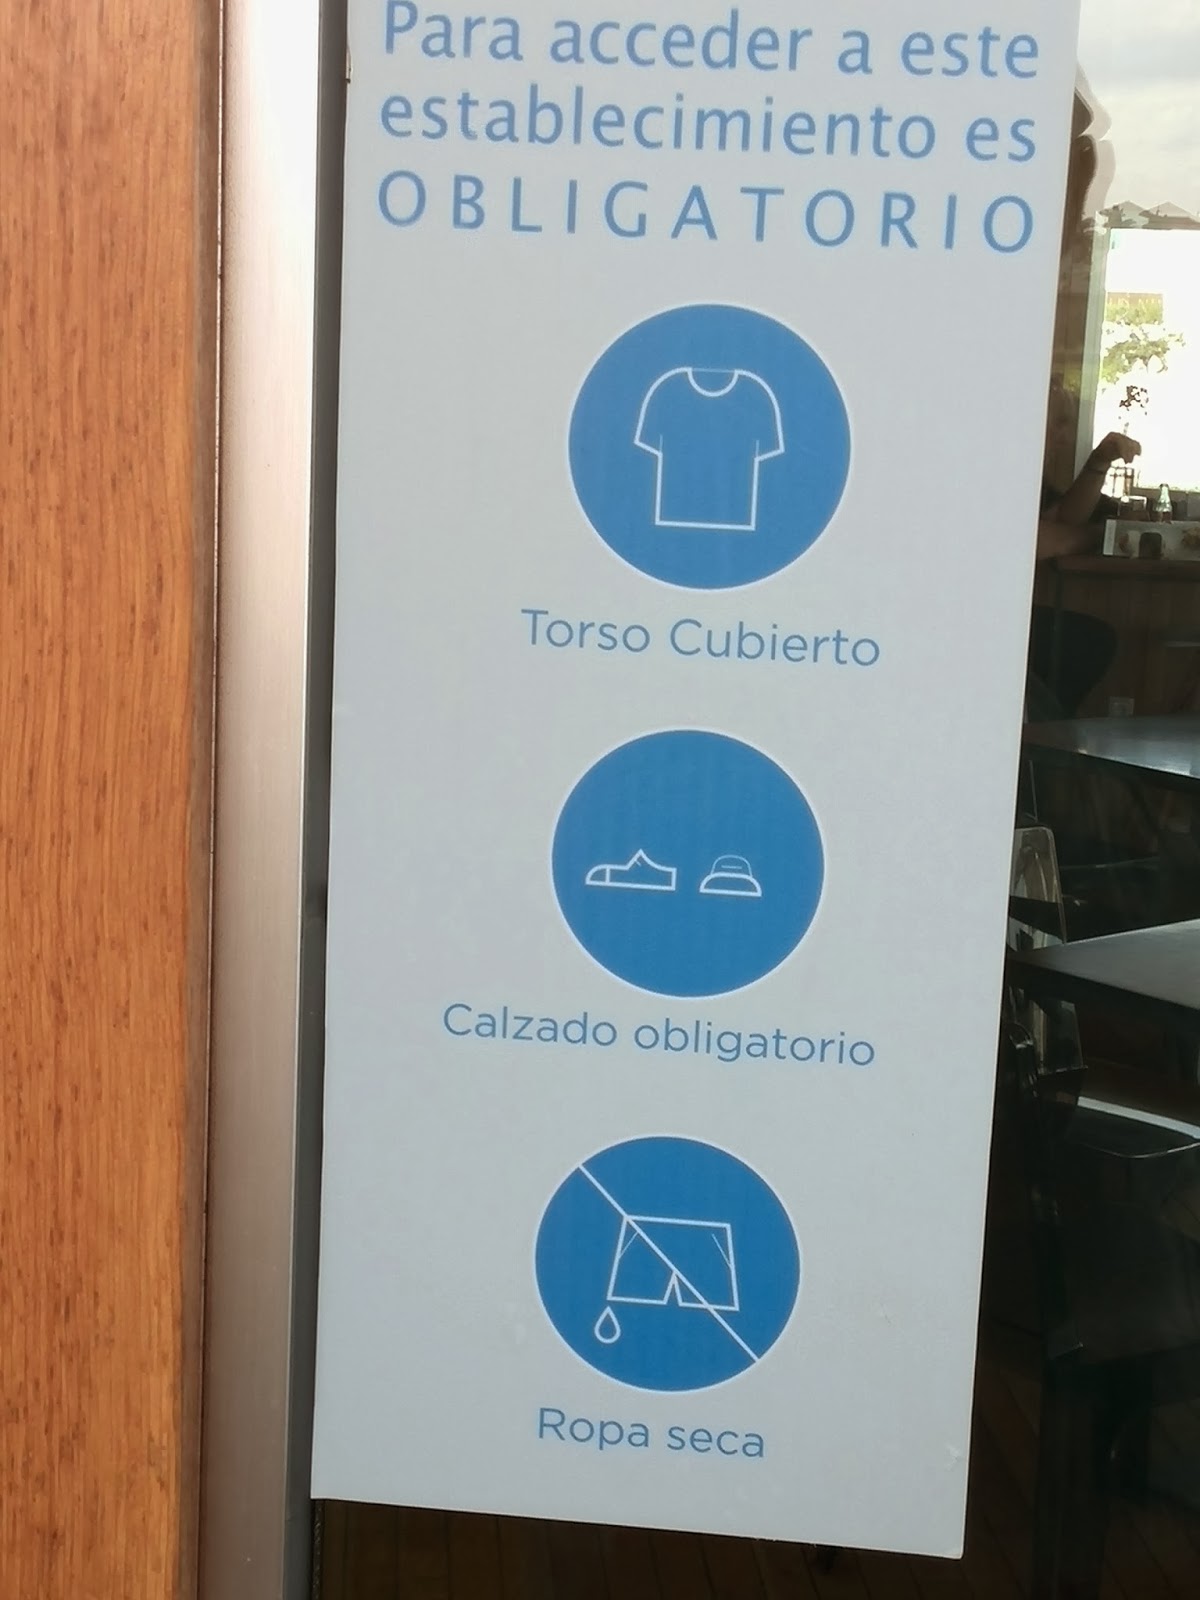 Para acceder a este
establecimiento es
OBLIGATORIO
Torso Cubierto
Calzado obligatorio
Ropa seca